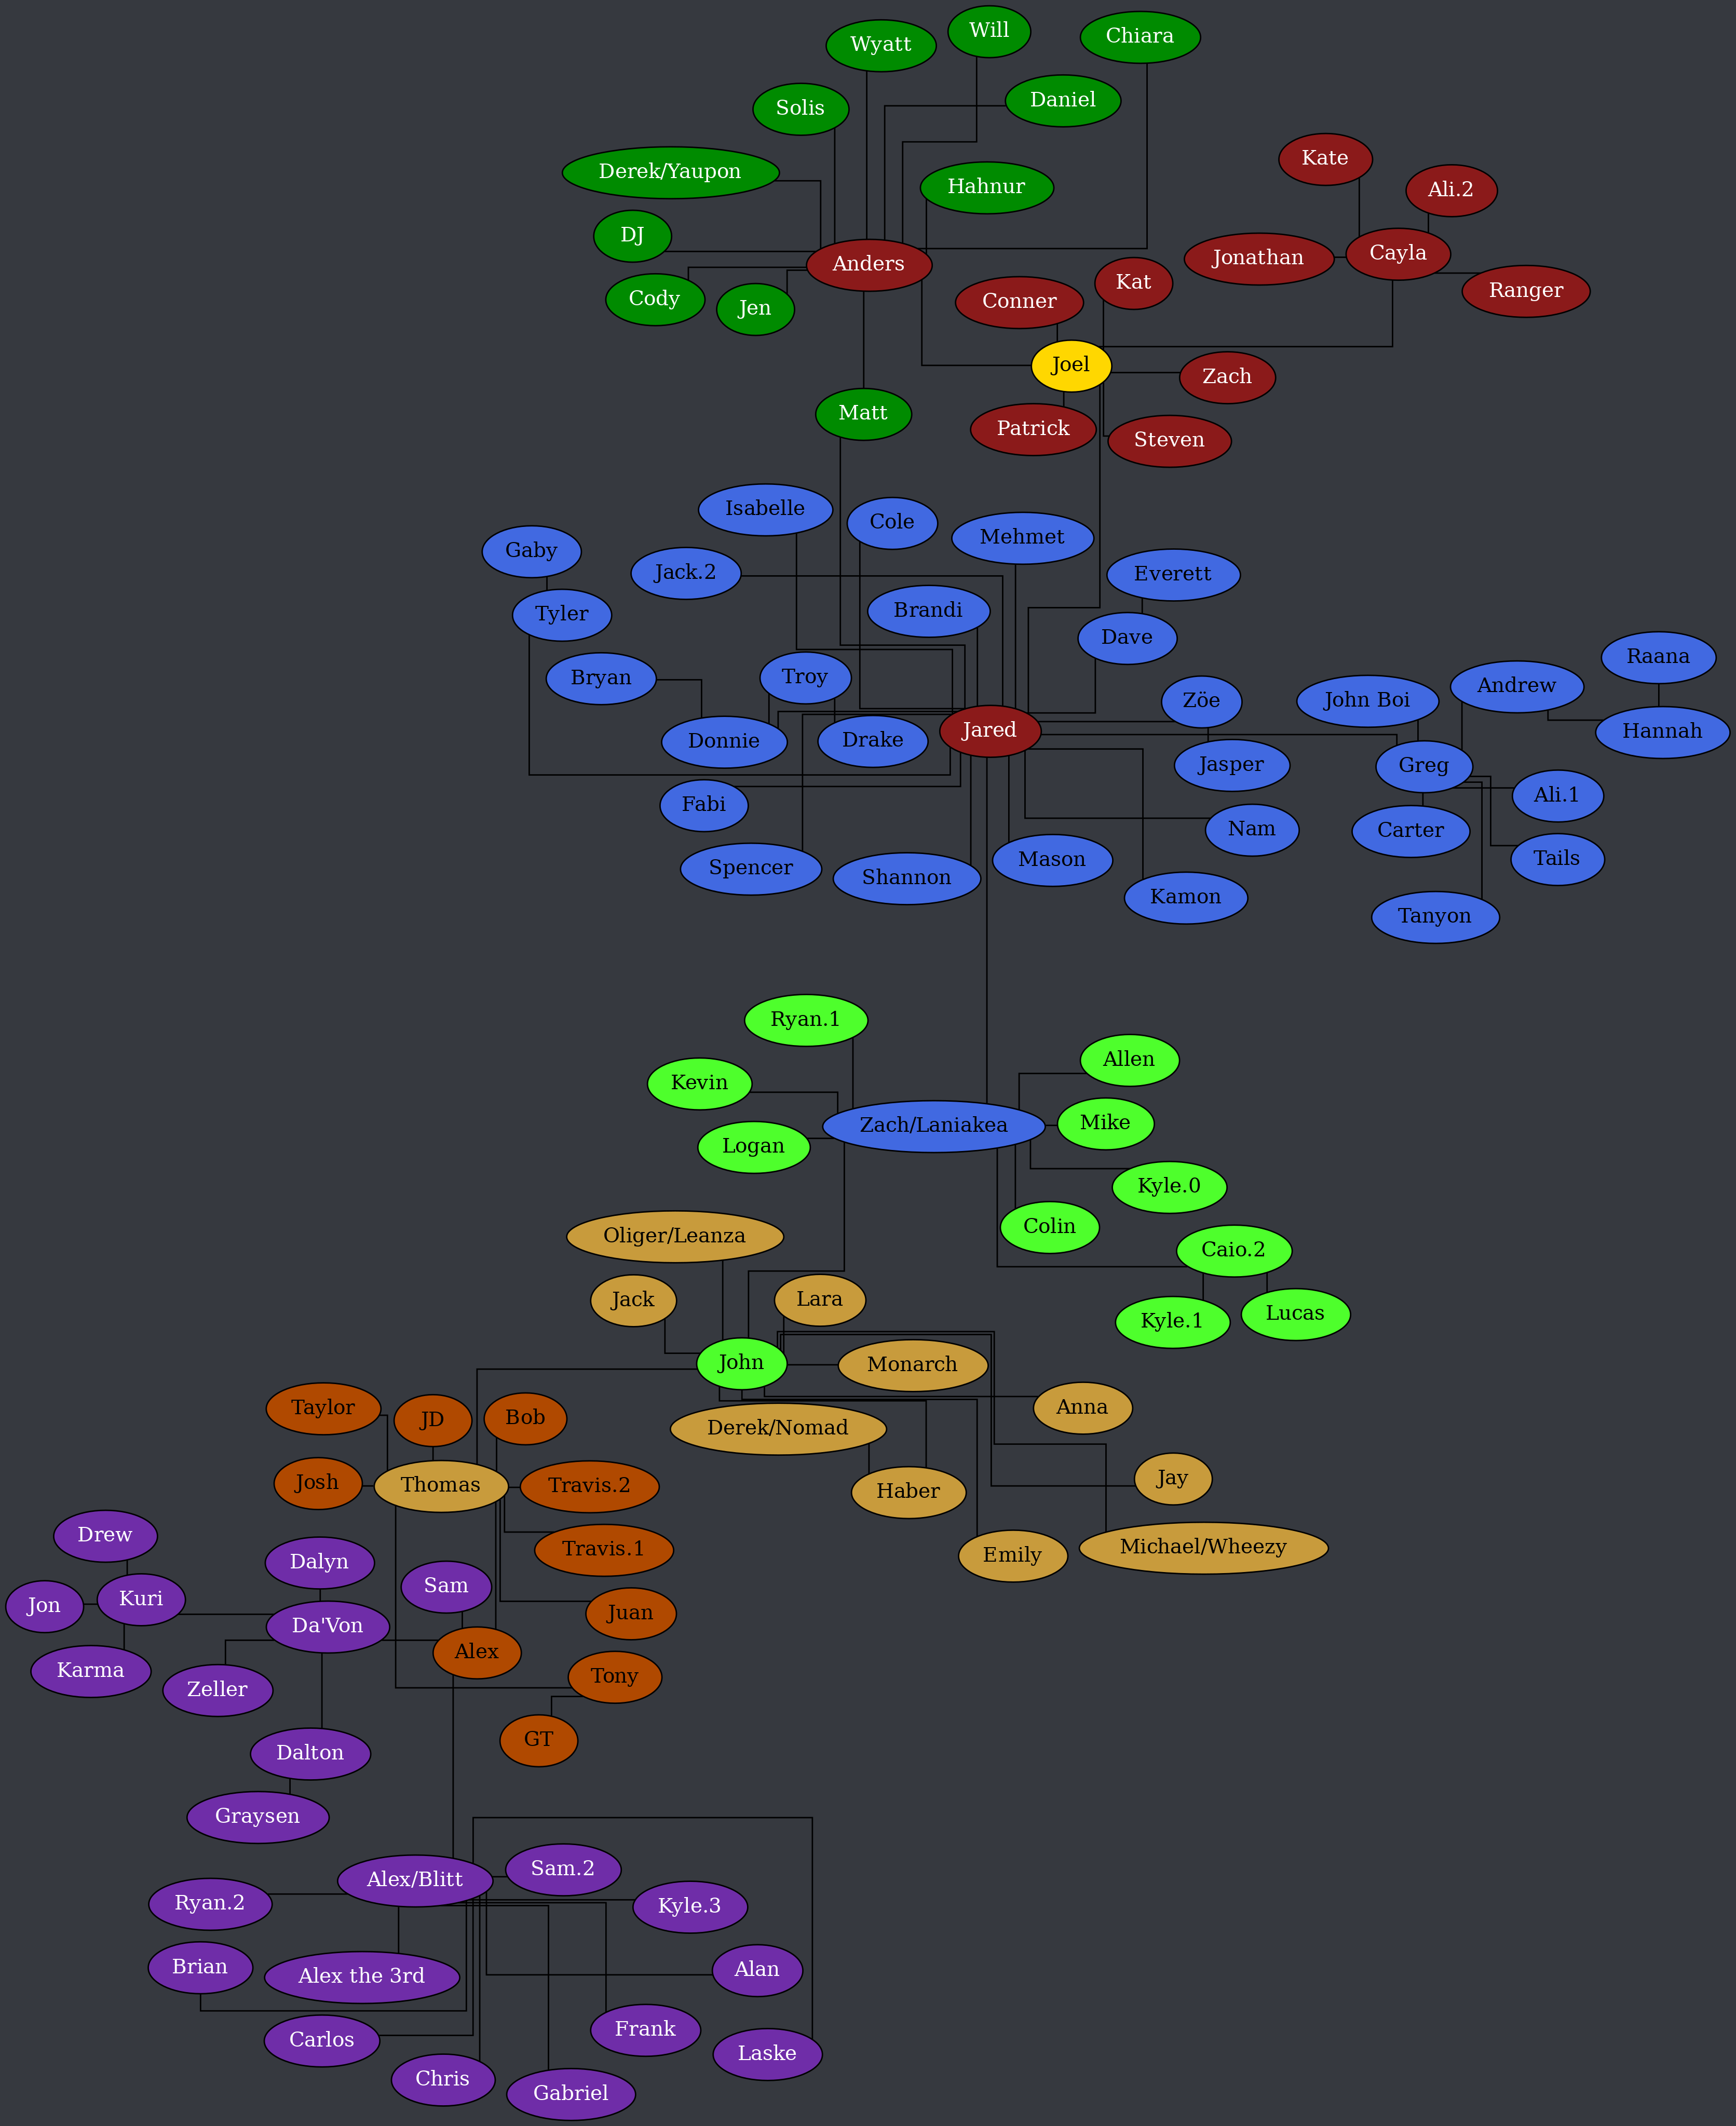 Will
Chiara
Wyatt
Daniel
Solis
Kate
Derek/Yaupon
Hahnur
Ali.2
DJ
Cayla
Jonathan
Anders
Kat
Ranger
Cody
Conner
Jen
Joel
Zach
Matt
Patrick
Steven
Isabelle
Cole
Mehmet
Gaby
Jack.2
Everett
Brandi
Tyler
Dave
Raana
Bryan
Troy
Andrew
Zöe
John Boi
Jared
Hannah
Donnie
Drake
Jasper
Greg
Ali.1
Fabi
Nam
Carter
Mason
Tails
Spencer
Shannon
Kamon
Tanyon
Ryan.1
Allen
Kevin
Mike
Zach/Laniakea
Logan
Kyle.0
Colin
Oliger/Leanza
Caio.2
Jack
Lara
Lucas
Kyle.1
John
Monarch
Taylor
Anna
Bob
JD
Derek/Nomad
Jay
Josh
Thomas
Travis.2
Haber
Drew
Michael/Wheezy
Travis.1
Emily
Dalyn
Sam
Kuri
Jon
Juan
Da'Von
Alex
Karma
Tony
Zeller
GT
Dalton
Graysen
Sam.2
Alex/Blitt
Ryan.2
Kyle.3
Brian
Alan
Alex the 3rd
Frank
Carlos
Laske
Chris
Gabriel